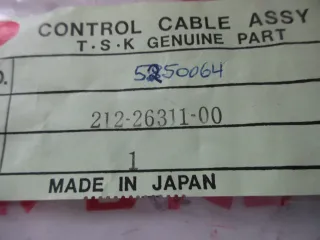 CONTROL CABLE ASSY
T·S·K GENUINE PART
O. 5250064
212-26311-00
1
MADE IN JAPAN